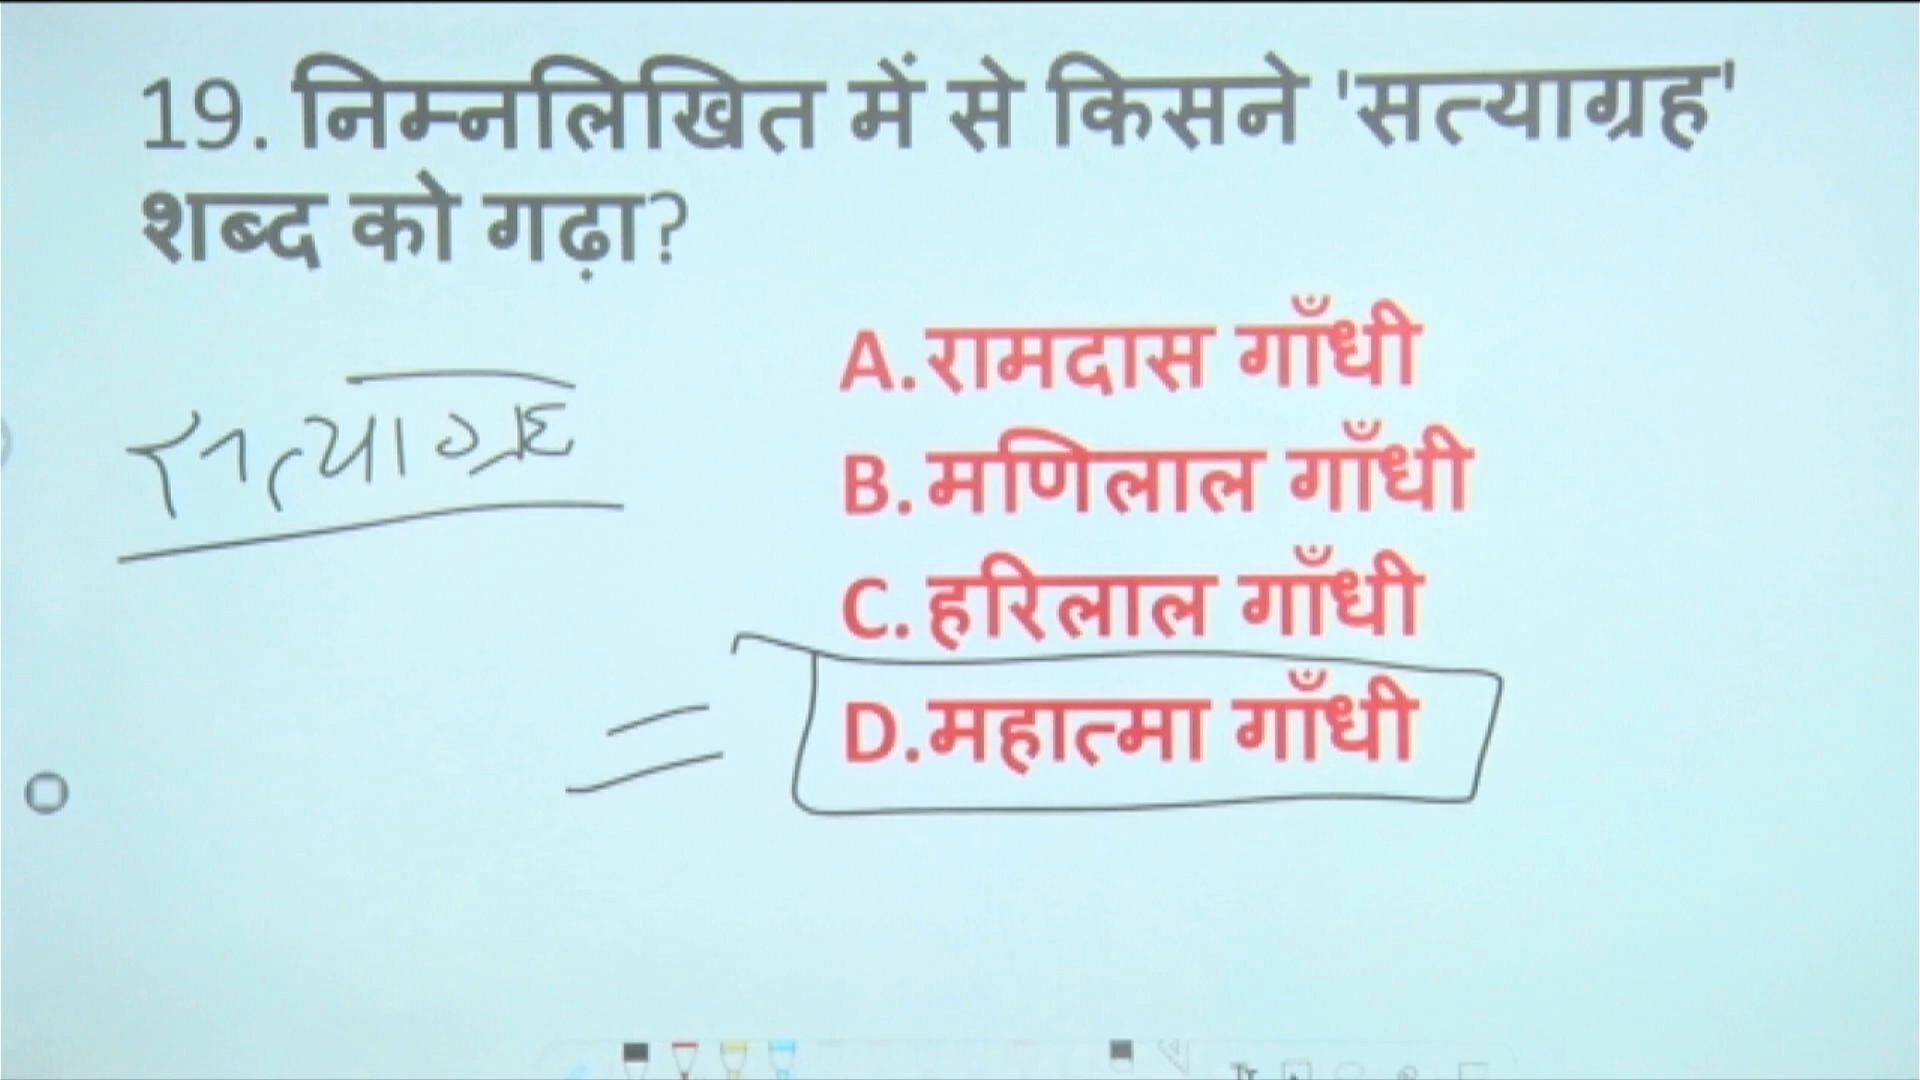 19. निम्नलिखित में से किसने 'सत्याग्रह'
शब्द को गढ़ा?
A.रामदास गाँधी
सत्याग्रह
B.मणिलाल गाँधी
C.हरिलाल गाँधी
D.महात्मा गाँधी